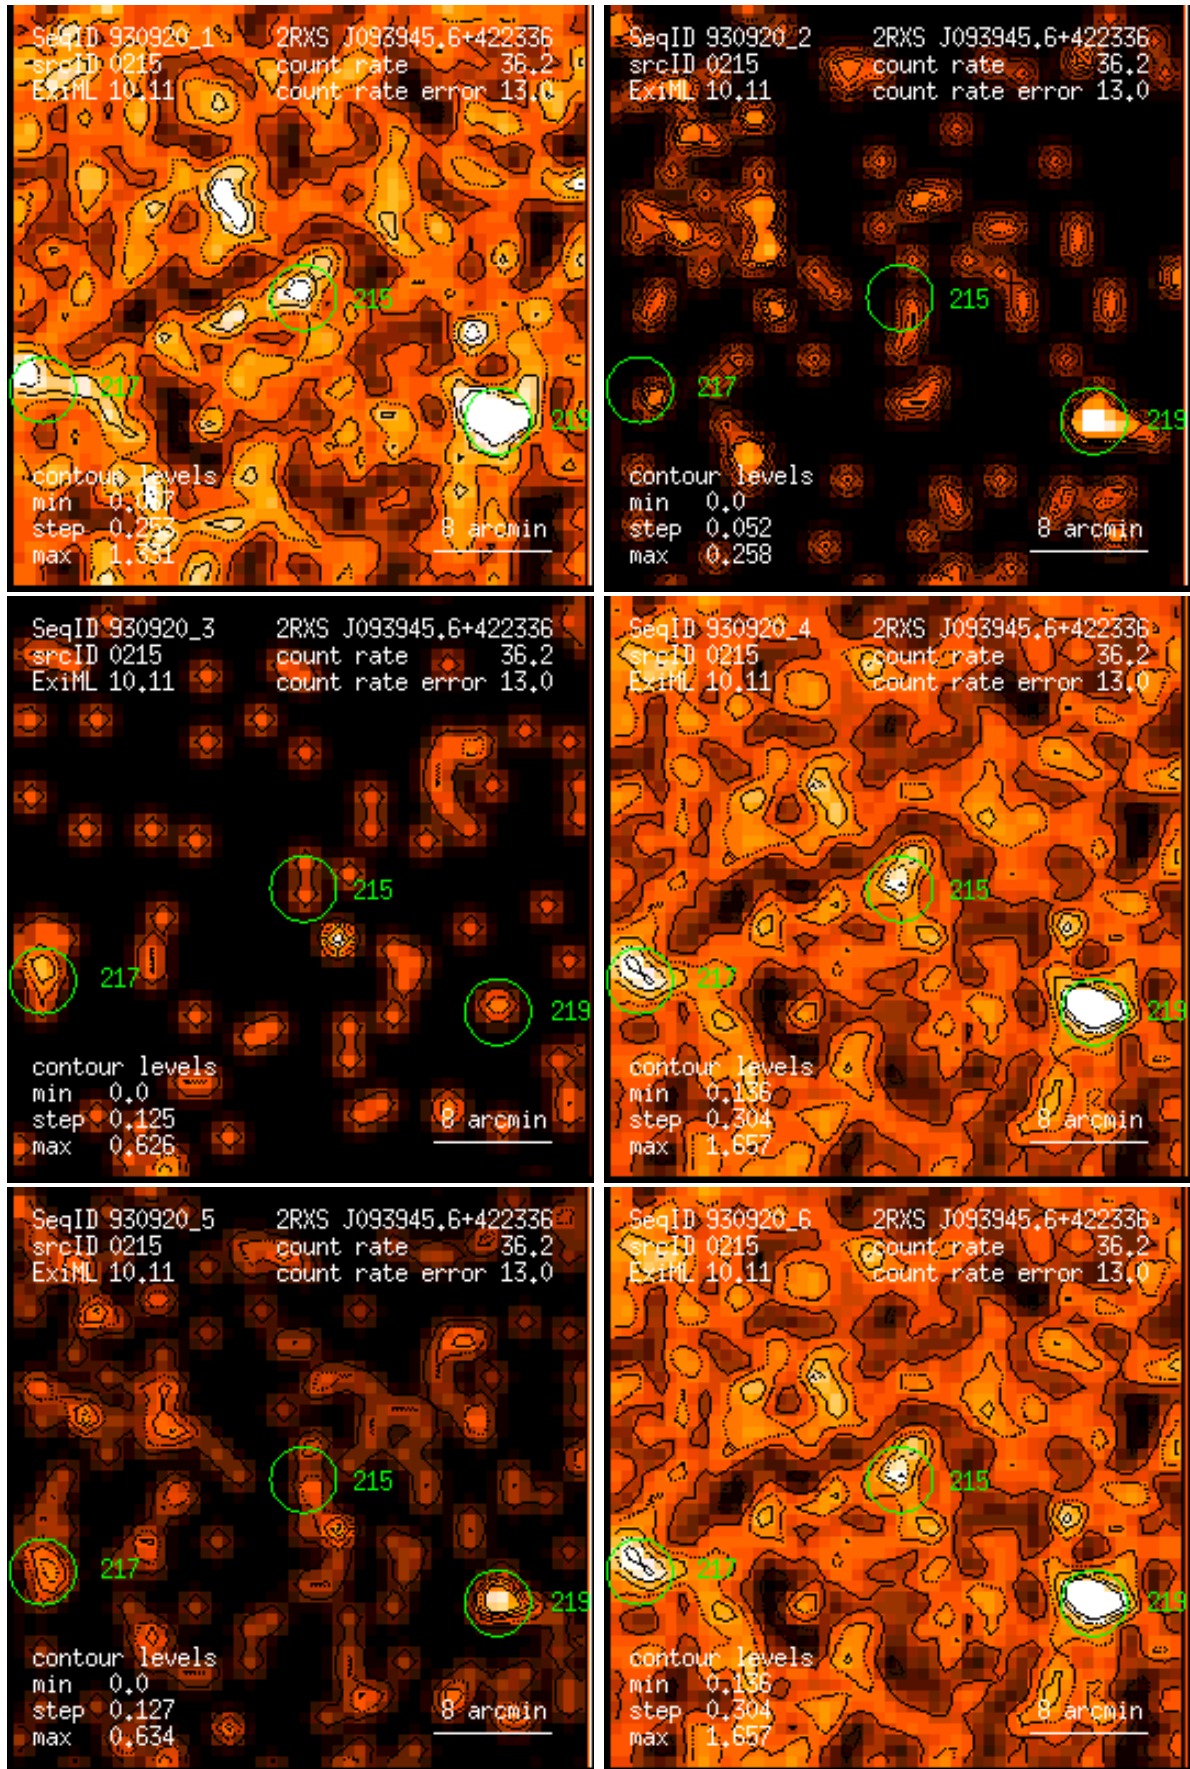 SeqID 930920_1 2RXS J093945.6+422336
srcID 0215 count rate 36.2
ExiML 10.11 count rate error 13.0
215
217
219
contour levels
min 0.067
step 0.253
max 1.331
8 arcmin
SeqID 930920_2 2RXS J093945.6+422336
srcID 0215 count rate 36.2
ExiML 10.11 count rate error 13.0
215
217
219
contour levels
min 0.0
step 0.052
max 0.258
8 arcmin
SeqID 930920_3 2RXS J093945.6+422336
srcID 0215 count rate 36.2
ExiML 10.11 count rate error 13.0
215
217
219
contour levels
min 0.0
step 0.125
max 0.626
8 arcmin
SeqID 930920_4 2RXS J093945.6+422336
srcID 0215 count rate 36.2
ExiML 10.11 count rate error 13.0
215
217
219
contour levels
min 0.136
step 0.304
max 1.657
8 arcmin
SeqID 930920_5 2RXS J093945.6+422336
srcID 0215 count rate 36.2
ExiML 10.11 count rate error 13.0
215
217
219
contour levels
min 0.0
step 0.127
max 0.634
8 arcmin
SeqID 930920_6 2RXS J093945.6+422336
srcID 0215 count rate 36.2
ExiML 10.11 count rate error 13.0
215
217
219
contour levels
min 0.136
step 0.304
max 1.657
8 arcmin